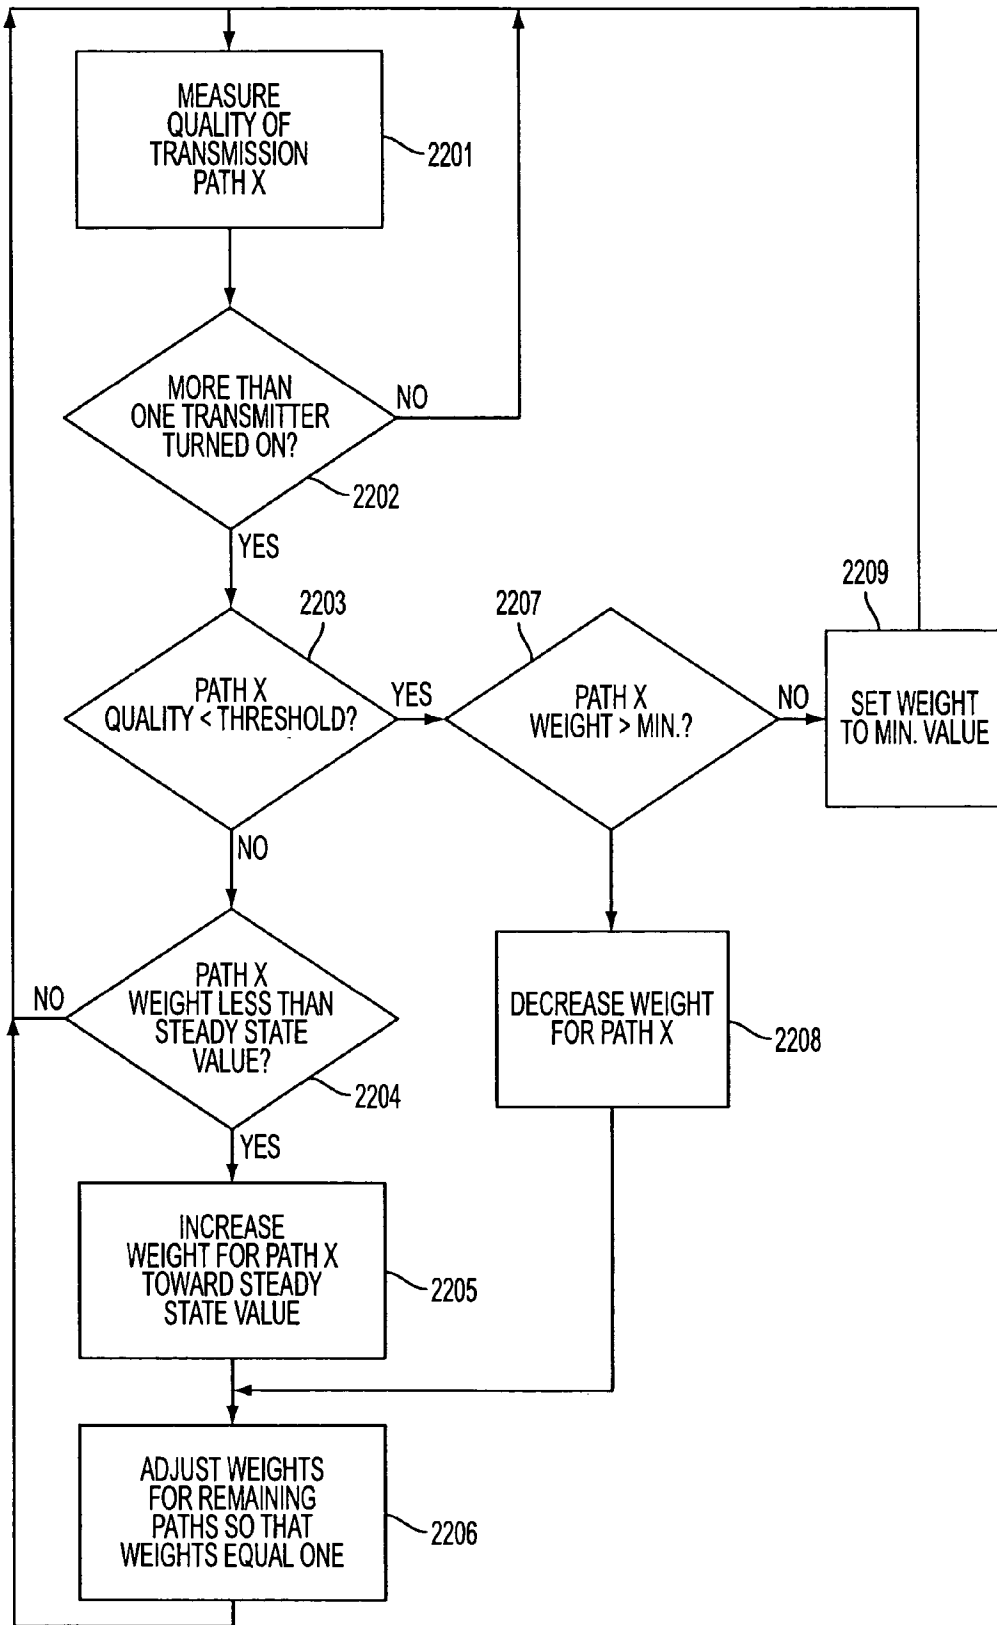 MEASURE
QUALITY OF
TRANSMISSION
PATH X
2201
MORE THAN
ONE TRANSMITTER
TURNED ON?
NO
2202
YES
2203
PATH X
QUALITY < THRESHOLD?
YES
2207
PATH X
WEIGHT > MIN.?
NO
2209
SET WEIGHT
TO MIN. VALUE
NO
PATH X
WEIGHT LESS THAN
STEADY STATE
VALUE?
NO
2204
YES
DECREASE WEIGHT
FOR PATH X
2208
INCREASE
WEIGHT FOR PATH X
TOWARD STEADY
STATE VALUE
2205
ADJUST WEIGHTS
FOR REMAINING
PATHS SO THAT
WEIGHTS EQUAL ONE
2206